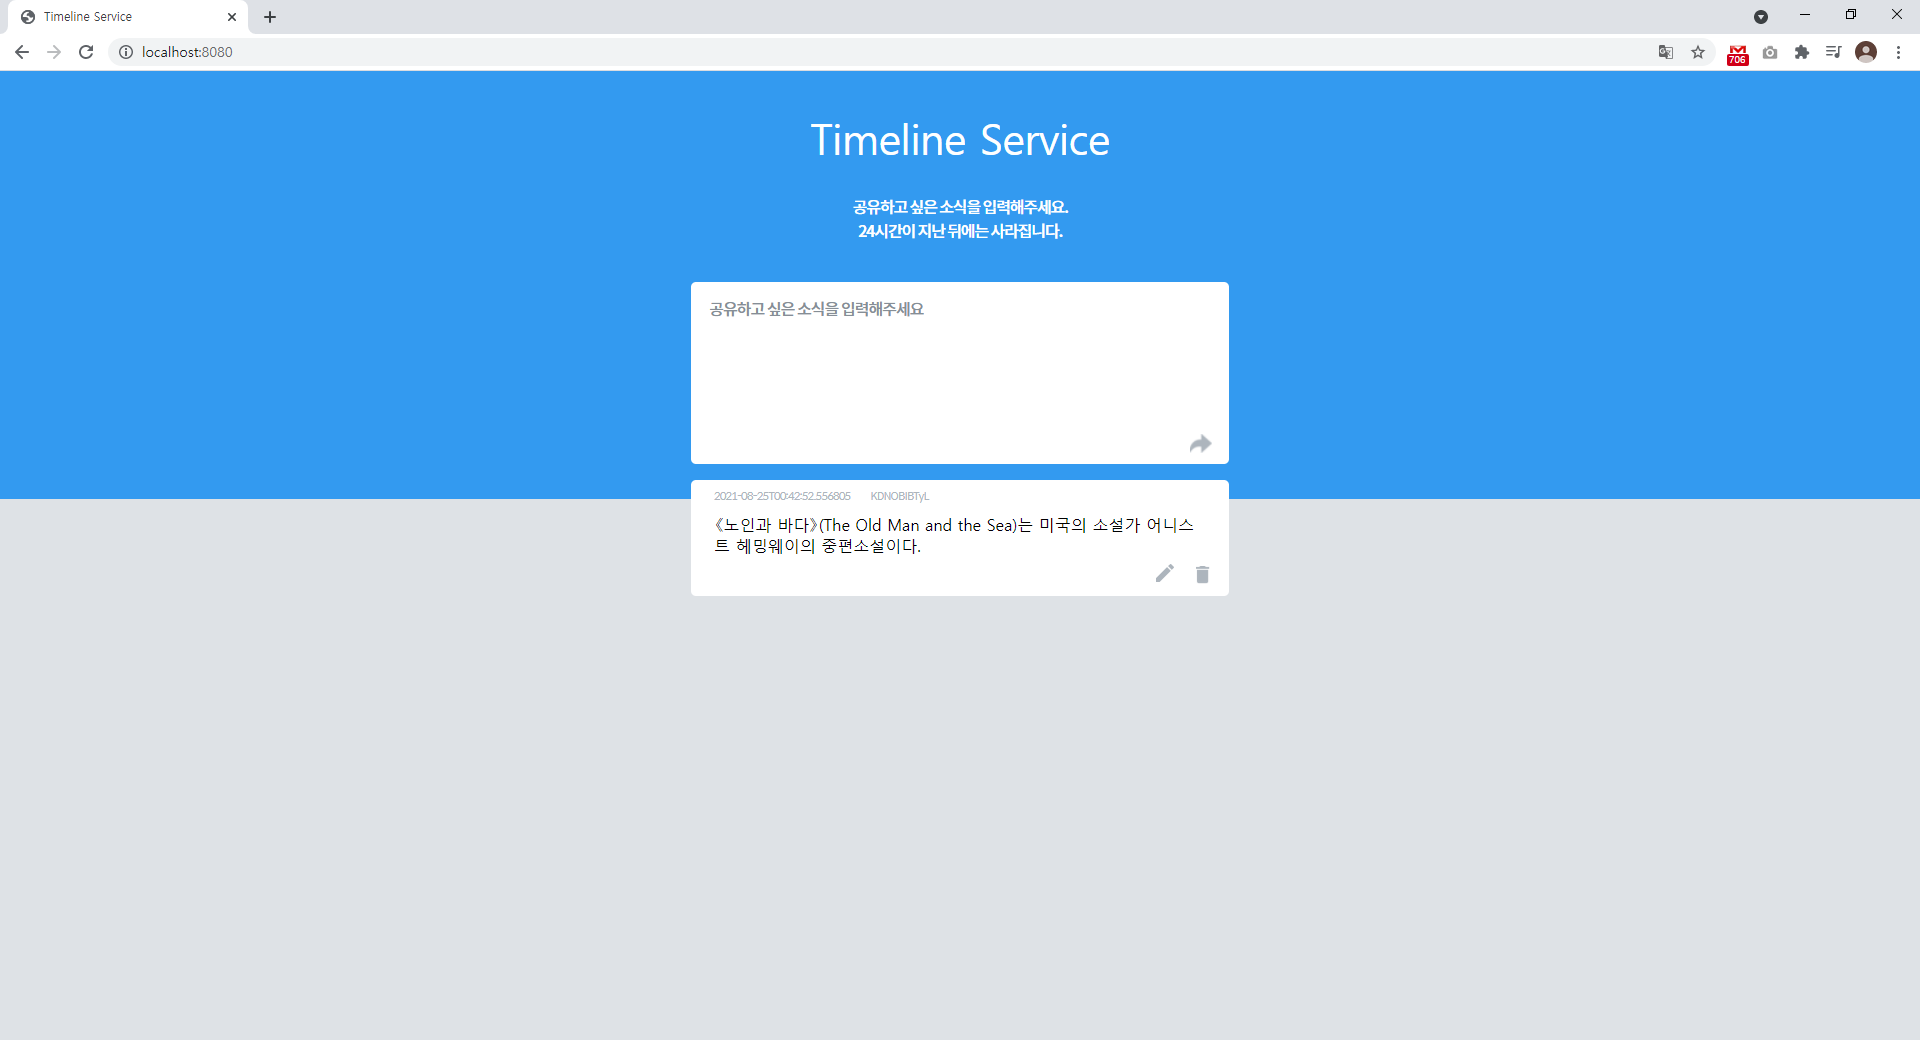 Timeline Service
localhost:8080
706
Timeline Service
공유하고 싶은 소식을 입력해주세요.
24시간이 지난 뒤에는 사라집니다.
공유하고 싶은 소식을 입력해주세요
2021-08-25T00:42:52.556805 KDNOBIBTyL
《노인과 바다》(The Old Man and the Sea)는 미국의 소설가 어니스
트 헤밍웨이의 중편소설이다.